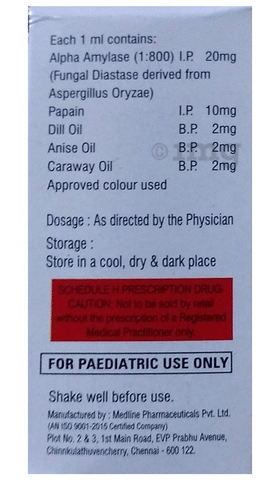 Each 1 ml contains:
Alpha Amylase (1:800) I.P. 20mg
(Fungal Diastase derived from
Aspergillus Oryzae)
Papain I.P. 10mg
Dill Oil B.P. 2mg
Anise Oil B.P. 2mg
Caraway Oil B.P. 2mg
Approved colour used
Dosage : As directed by the Physician
Storage :
Store in a cool, dry & dark place
SCHEDULE H PRESCRIPTION DRUG-
CAUTION: Not to be sold by retail
without the prescription of a Registered
Medical Practitioner only.
FOR PAEDIATRIC USE ONLY
Shake well before use.
Manufactured by : Medline Pharmaceuticals Pvt. Ltd.
(AN ISO 9001-2015 Certified Company)
Plot No. 2 & 3, 1st Main Road, EVP Prabhu Avenue,
Chinnkulathuvencherry, Chennai - 600 122.